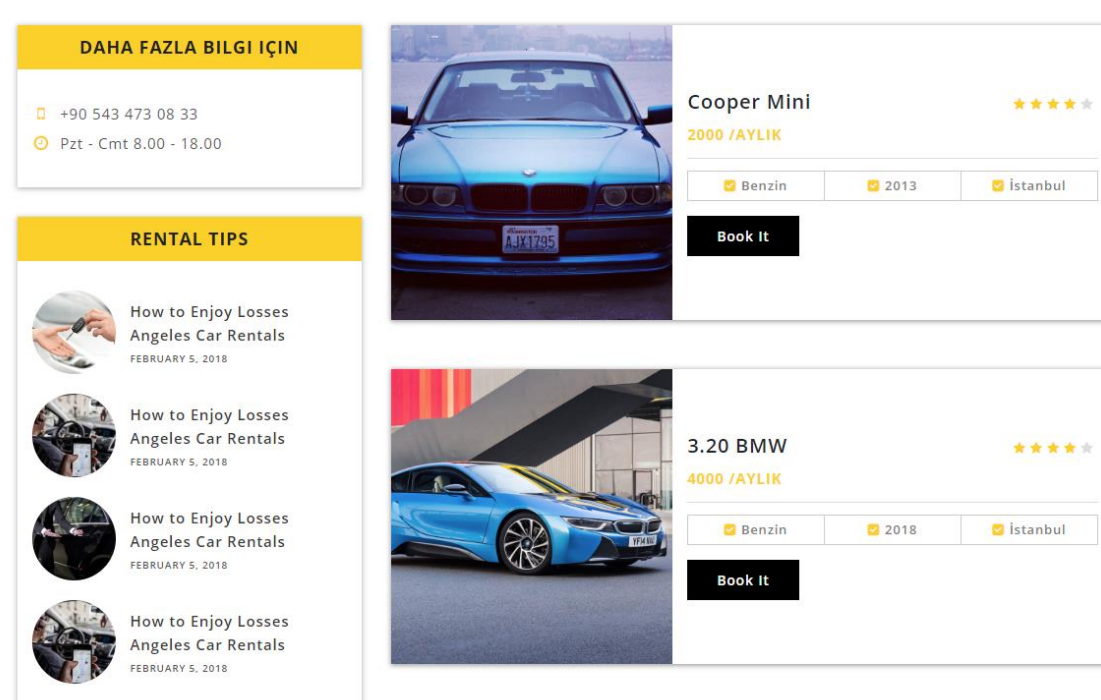 DAHA FAZLA BILGI IÇIN
+90 543 473 08 33
Pzt - Cmt 8.00 - 18.00
RENTAL TIPS
How to Enjoy Losses
Angeles Car Rentals
FEBRUARY 5, 2018
How to Enjoy Losses
Angeles Car Rentals
FEBRUARY 5, 2018
How to Enjoy Losses
Angeles Car Rentals
FEBRUARY 5, 2018
How to Enjoy Losses
Angeles Car Rentals
FEBRUARY 5, 2018
AJX1795
Cooper Mini
2000 /AYLIK
Benzin 2013 İstanbul
Book It
3.20 BMW
4000 /AYLIK
Benzin 2018 İstanbul
Book It